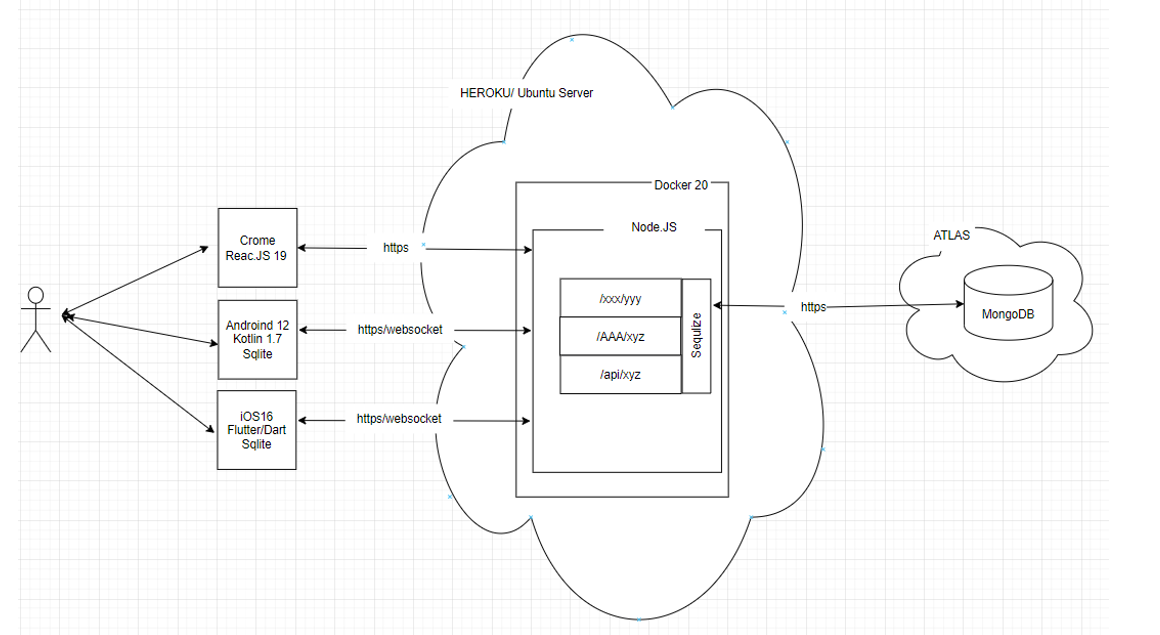 HEROKU/ Ubuntu Server
Docker 20
Node.JS
ATLAS
Crome
Reac.JS 19
https
/xxx/yyy
https
MongoDB
Androind 12
Kotlin 1.7
Sqlite
https/websocket
/AAA/xyz
Sequlize
/api/xyz
iOS16
Flutter/Dart
Sqlite
https/websocket